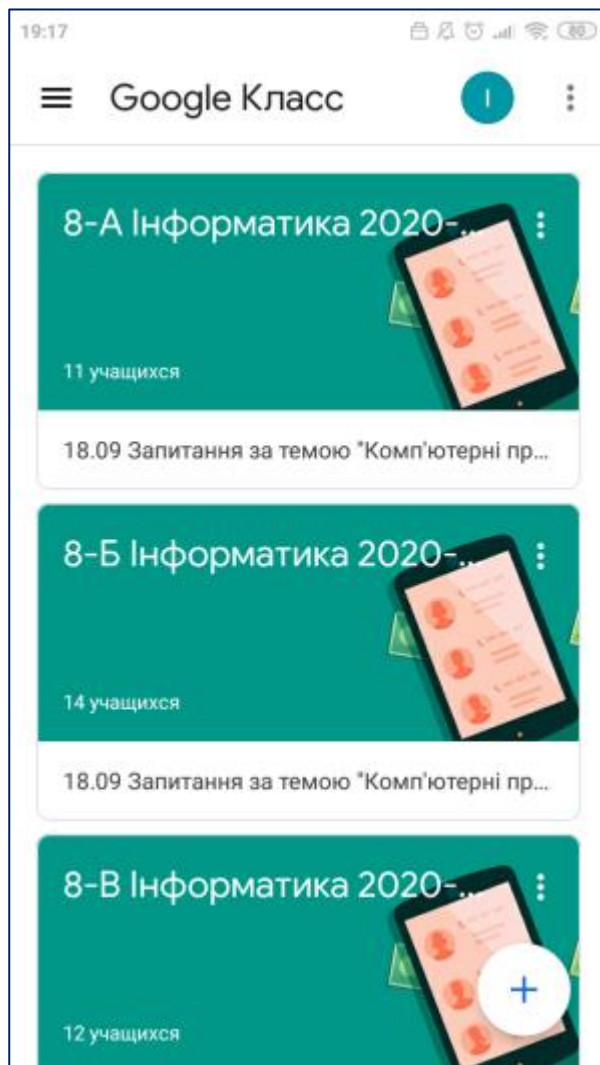 19:17
80
Google Класс
I
8-А Інформатика 2020-...
11 учащихся
18.09 Запитання за темою "Комп'ютерні пр...
8-Б Інформатика 2020-...
14 учащихся
18.09 Запитання за темою "Комп'ютерні пр...
8-В Інформатика 2020-...
12 учащихся